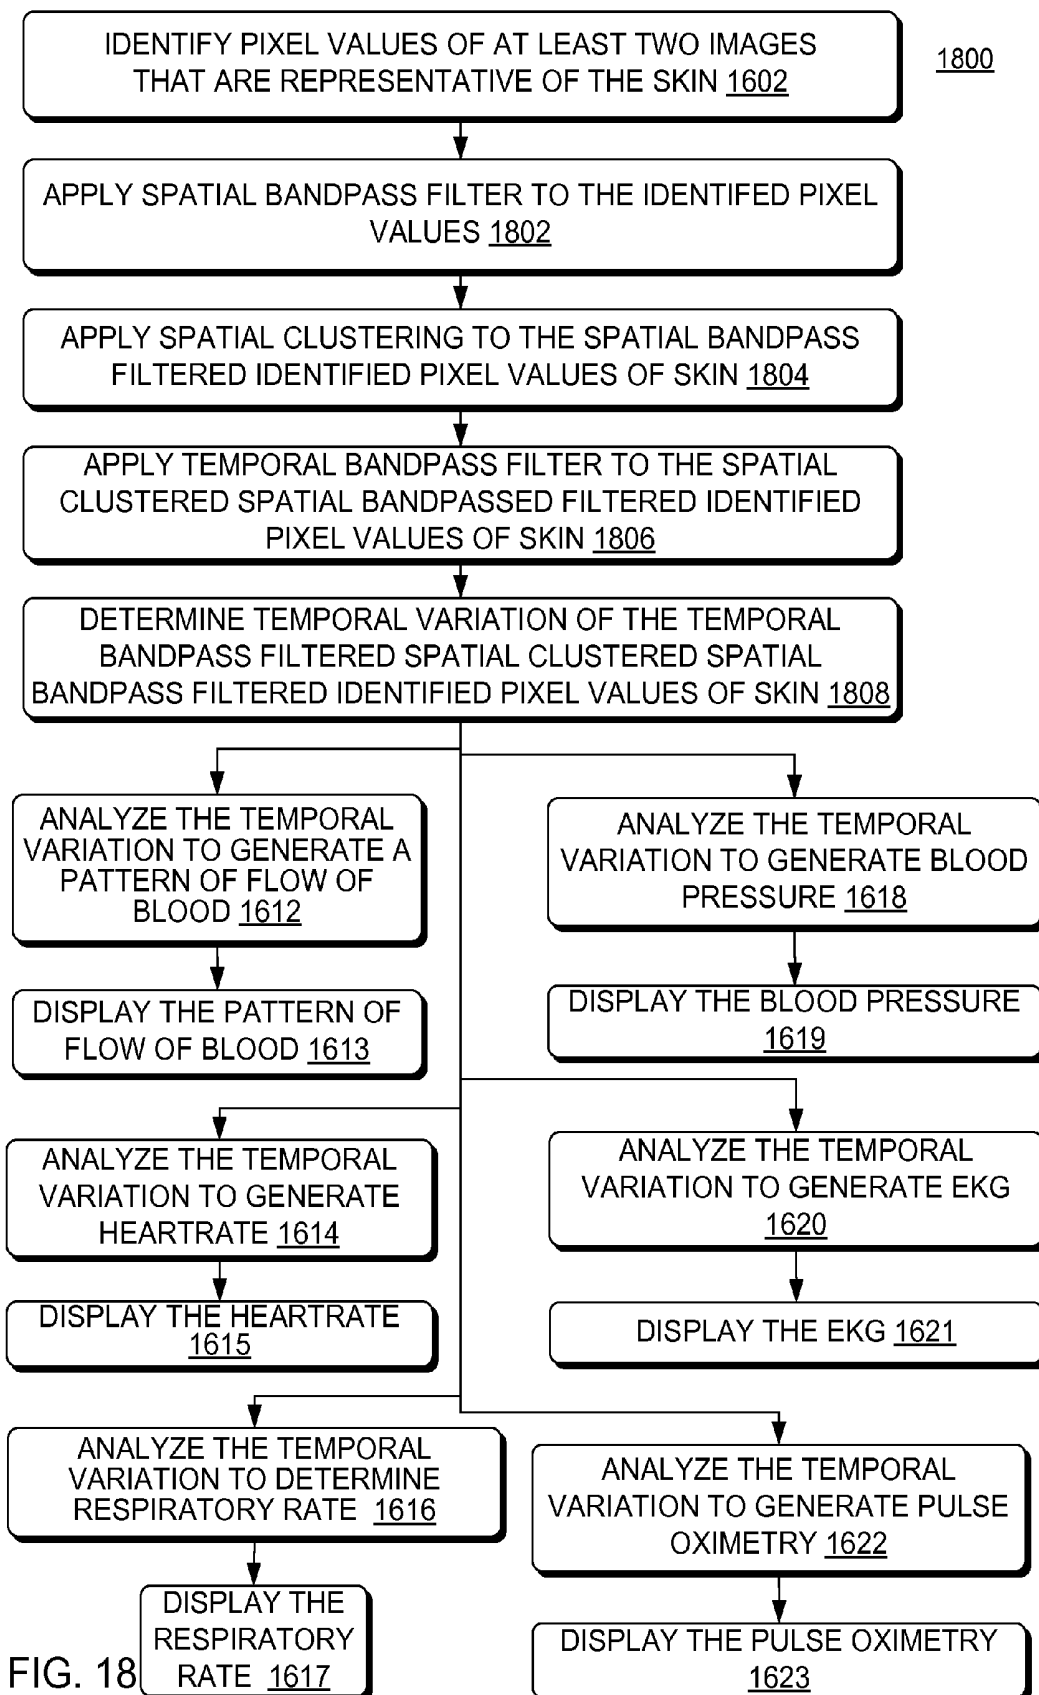 IDENTIFY PIXEL VALUES OF AT LEAST TWO IMAGES
THAT ARE REPRESENTATIVE OF THE SKIN 1602
1800
APPLY SPATIAL BANDPASS FILTER TO THE IDENTIFED PIXEL
VALUES 1802
APPLY SPATIAL CLUSTERING TO THE SPATIAL BANDPASS
FILTERED IDENTIFIED PIXEL VALUES OF SKIN 1804
APPLY TEMPORAL BANDPASS FILTER TO THE SPATIAL
CLUSTERED SPATIAL BANDPASSED FILTERED IDENTIFIED
PIXEL VALUES OF SKIN 1806
DETERMINE TEMPORAL VARIATION OF THE TEMPORAL
BANDPASS FILTERED SPATIAL CLUSTERED SPATIAL
BANDPASS FILTERED IDENTIFIED PIXEL VALUES OF SKIN 1808
ANALYZE THE TEMPORAL
VARIATION TO GENERATE A
PATTERN OF FLOW OF
BLOOD 1612
ANALYZE THE TEMPORAL
VARIATION TO GENERATE BLOOD
PRESSURE 1618
DISPLAY THE PATTERN OF
FLOW OF BLOOD 1613
DISPLAY THE BLOOD PRESSURE
1619
ANALYZE THE TEMPORAL
VARIATION TO GENERATE
HEARTRATE 1614
ANALYZE THE TEMPORAL
VARIATION TO GENERATE EKG
1620
DISPLAY THE HEARTRATE
1615
DISPLAY THE EKG 1621
ANALYZE THE TEMPORAL
VARIATION TO DETERMINE
RESPIRATORY RATE 1616
ANALYZE THE TEMPORAL
VARIATION TO GENERATE PULSE
OXIMETRY 1622
DISPLAY THE
RESPIRATORY
RATE 1617
DISPLAY THE PULSE OXIMETRY
1623
FIG. 18